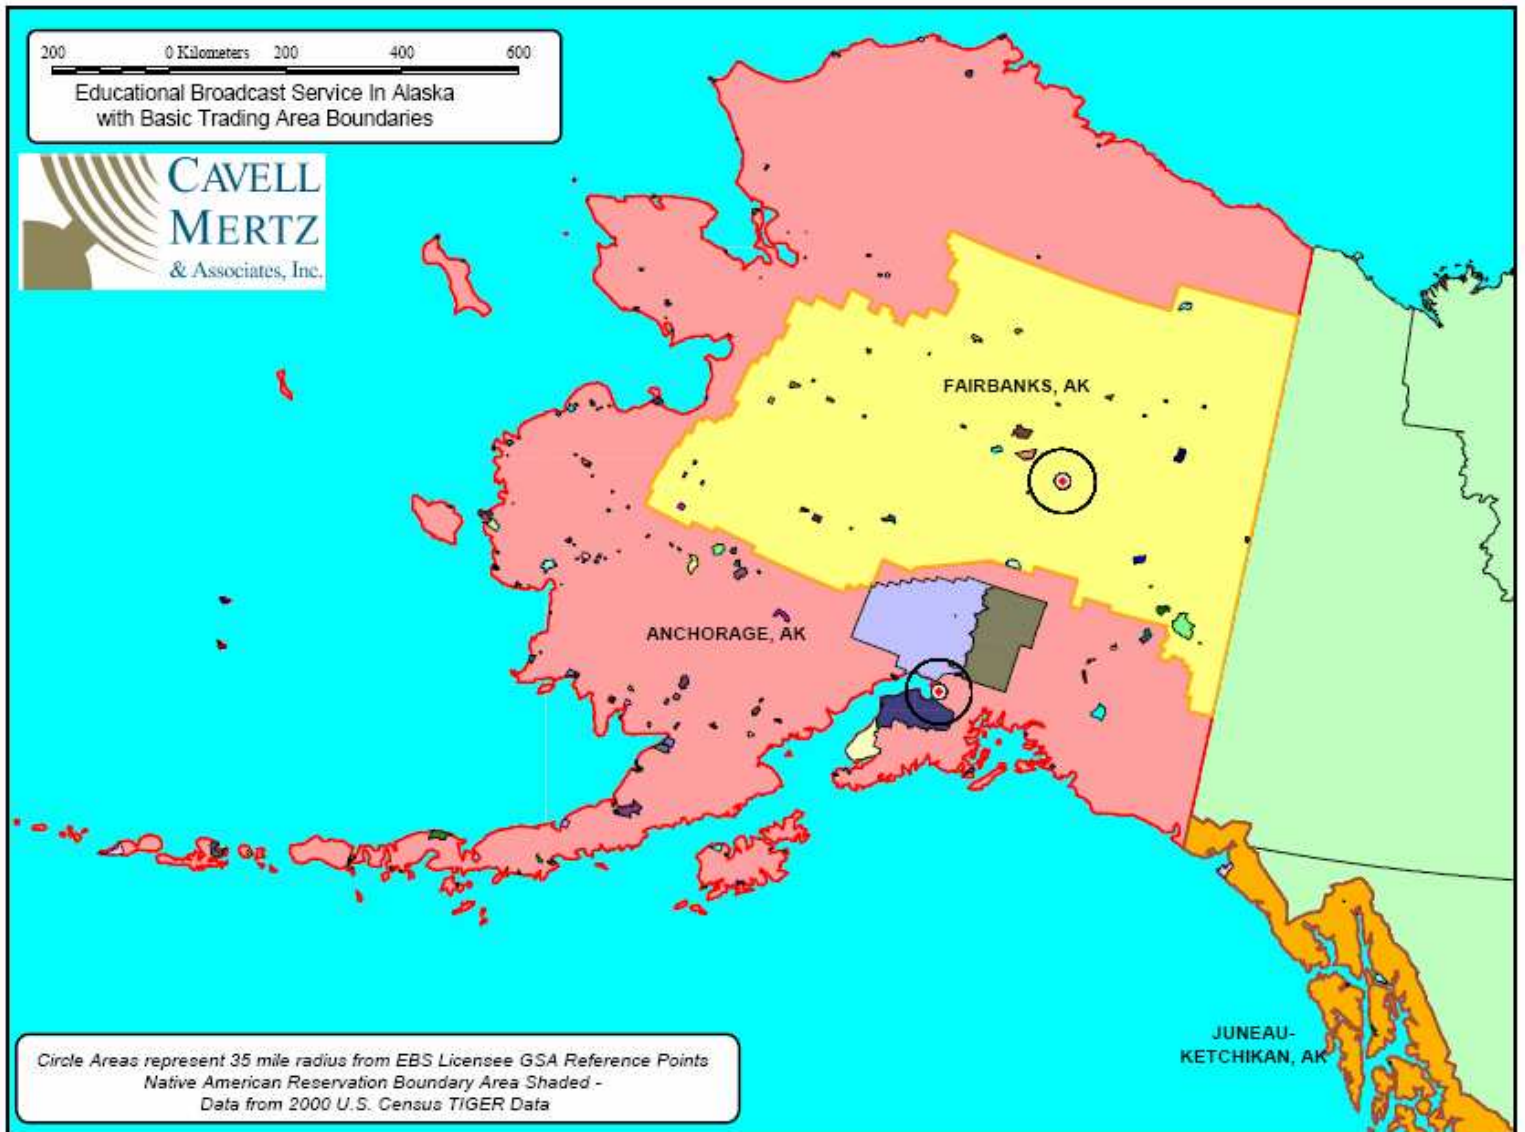 200 0 Kilometers 200 400 600
Educational Broadcast Service In Alaska
with Basic Trading Area Boundaries
CAVELL
MERTZ
& Associates, Inc.
FAIRBANKS, AK
ANCHORAGE, AK
JUNEAU-
KETCHIKAN, AK
Circle Areas represent 35 mile radius from EBS Licensee GSA Reference Points
Native American Reservation Boundary Area Shaded -
Data from 2000 U.S. Census TIGER Data